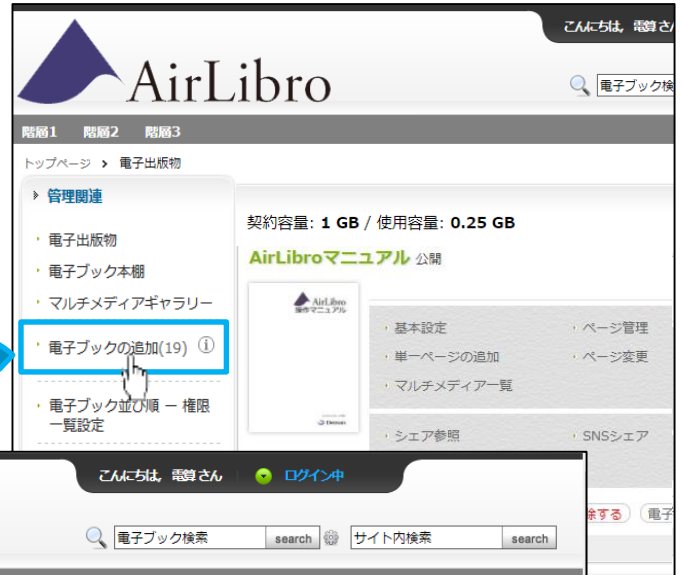 こんにちは, 電算さ
AirLibro
電子ブック検
階層1 階層2 階層3
トップページ > 電子出版物
管理関連
契約容量: 1 GB / 使用容量: 0.25 GB
電子出版物
AirLibroマニュアル 公開
電子ブック本棚
マルチメディアギャラリー
AirLibro
操作マニュアル
基本設定 ページ管理
電子ブックの追加(19)
単一ページの追加 ページ変更
マルチメディア一覧
電子ブック並び順 － 権限
一覧設定
Densan
シェア参照 SNSシェア
こんにちは, 電算さん ログイン中
除する 電子
電子ブック検索 search サイト内検索 search